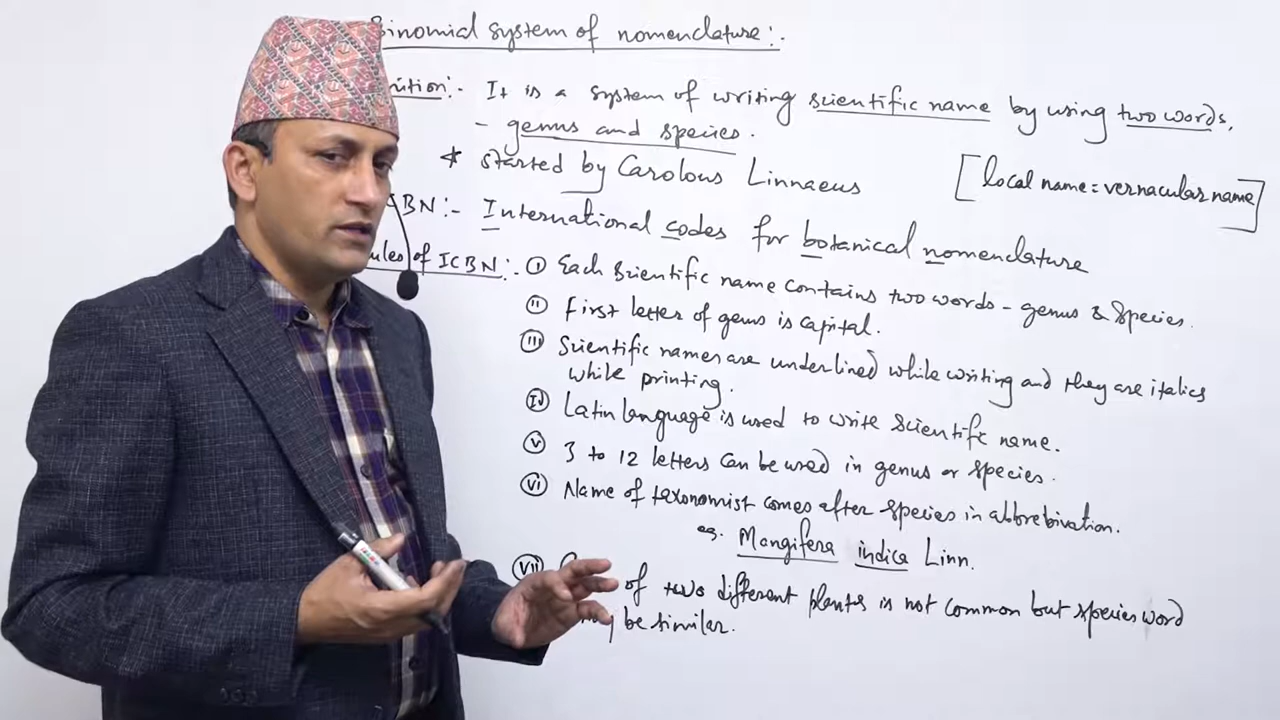 Binomial system of nomenclature:-
:- It is a system of writing scientific name by using two words,
- genus and species.
* started by Carolous Linnaeus
[local name = vernacular name]
BN:- International codes for botanical nomenclature
of ICBN:- (i) Each scientific name contains two words - genus & species.
(ii) First letter of genus is capital.
(iii) Scientific names are underlined while writing and they are italics
while printing.
(iv) Latin language is used to write scientific name.
(v) 3 to 12 letters can be used in genus or species.
(vi) Name of taxonomist comes after species in abbrebivation.
eg. Mangifera indica Linn.
(vii) of two different plants is not common but species word
be similar.